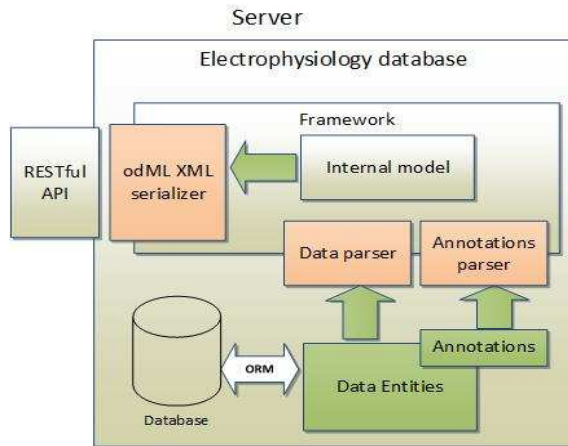 Server
Electrophysiology database
Framework
RESTful
API
odML XML
serializer
Internal model
Data parser
Annotations
parser
Annotations
ORM
Data Entities
Database